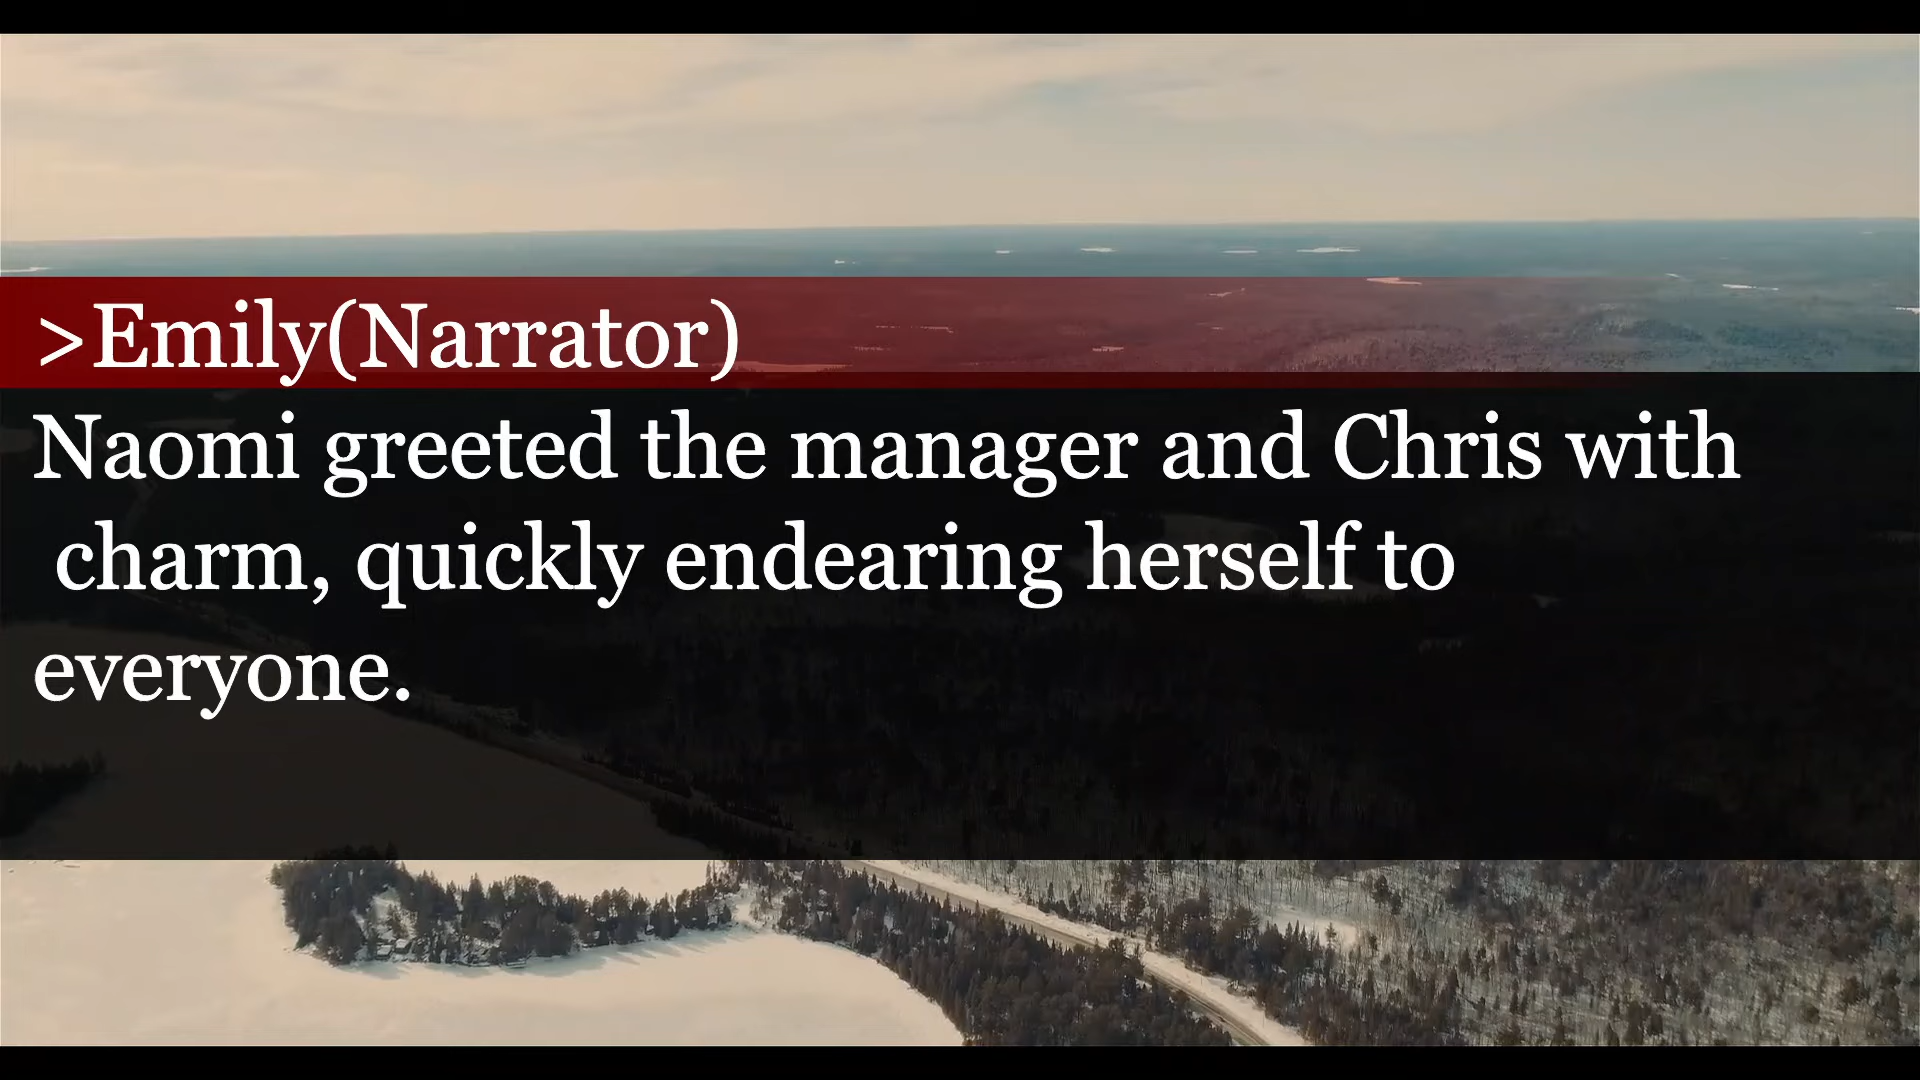 >Emily(Narrator)
Naomi greeted the manager and Chris with
charm, quickly endearing herself to
everyone.